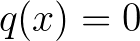 q(x) = 0